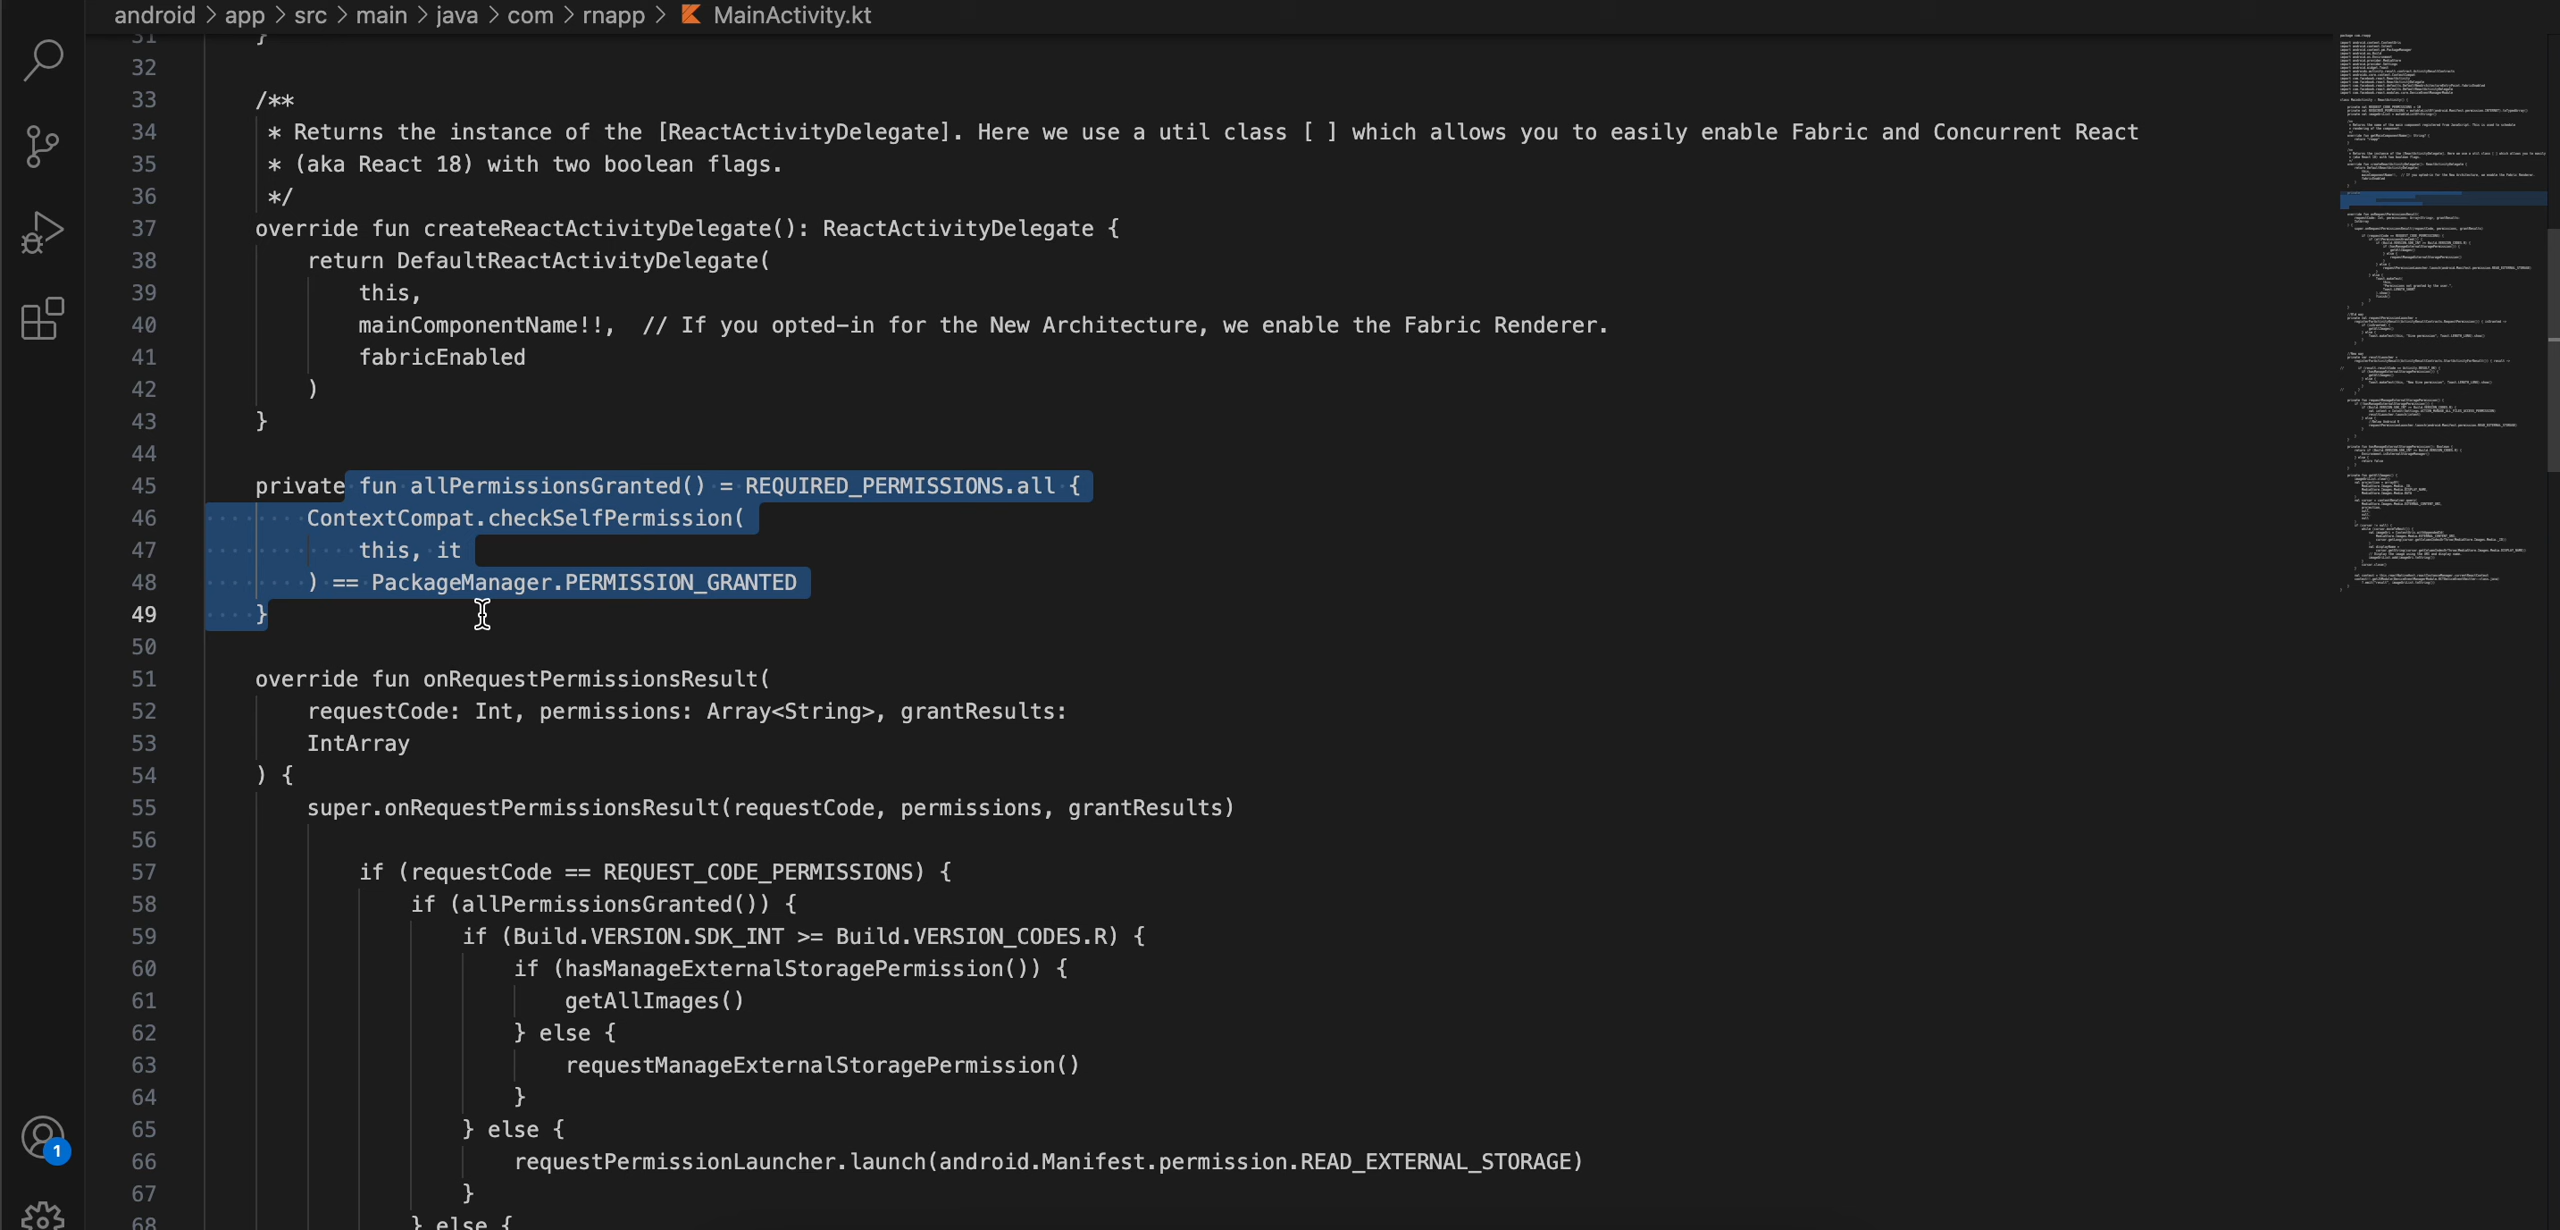 android > app > src > main > java > com > rnapp > MainActivity.kt
31 }
32
33 /**
34 * Returns the instance of the [ReactActivityDelegate]. Here we use a util class [ ] which allows you to easily enable Fabric and Concurrent React
35 * (aka React 18) with two boolean flags.
36 */
37 override fun createReactActivityDelegate(): ReactActivityDelegate {
38 return DefaultReactActivityDelegate(
39 this,
40 mainComponentName!!,  // If you opted-in for the New Architecture, we enable the Fabric Renderer.
41 fabricEnabled
42 )
43 }
44
45 private fun allPermissionsGranted() = REQUIRED_PERMISSIONS.all {
46 ContextCompat.checkSelfPermission(
47 this, it
48 ) == PackageManager.PERMISSION_GRANTED
49 }
50
51 override fun onRequestPermissionsResult(
52 requestCode: Int, permissions: Array<String>, grantResults:
53 IntArray
54 ) {
55 super.onRequestPermissionsResult(requestCode, permissions, grantResults)
56
57 if (requestCode == REQUEST_CODE_PERMISSIONS) {
58 if (allPermissionsGranted()) {
59 if (Build.VERSION.SDK_INT >= Build.VERSION_CODES.R) {
60 if (hasManageExternalStoragePermission()) {
61 getAllImages()
62 } else {
63 requestManageExternalStoragePermission()
64 }
65 } else {
66 requestPermissionLauncher.launch(android.Manifest.permission.READ_EXTERNAL_STORAGE)
67 }
68 } else {
1